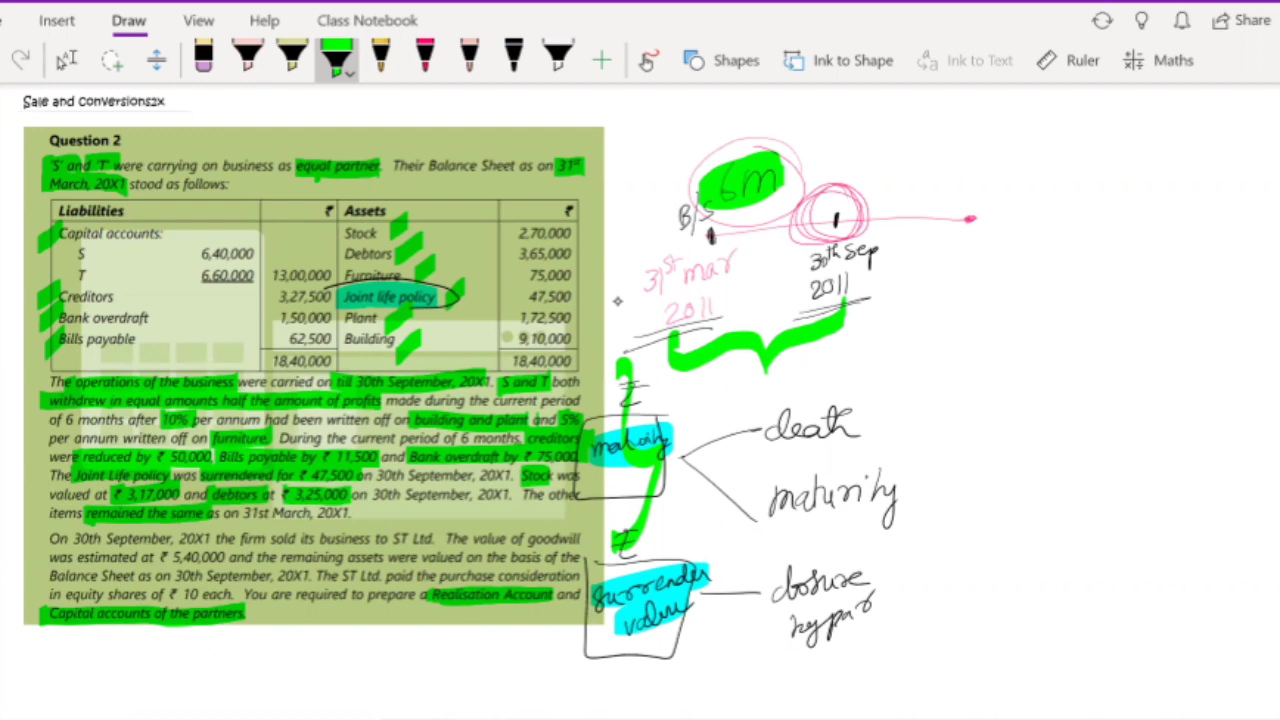 Insert Draw View Help Class Notebook Share
Shapes Ink to Shape Ink to Text Ruler Maths
Sale and Conversions2x
Question 2
'S' and 'T' were carrying on business as equal partner. Their Balance Sheet as on 31st
March, 20X1 stood as follows:
Liabilities ₹ Assets ₹
Capital accounts: Stock 2,70,000
S 6,40,000 Debtors 3,65,000
T 6,60,000 13,00,000 Furniture 75,000
Creditors 3,27,500 Joint life policy 47,500
Bank overdraft 1,50,000 Plant 1,72,500
Bills payable 62,500 Building 9,10,000
18,40,000 18,40,000
The operations of the business were carried on till 30th September, 20X1. S and T both
withdrew in equal amounts half the amount of profits made during the current period
of 6 months after 10% per annum had been written off on building and plant and 5%
per annum written off on furniture. During the current period of 6 months, creditors
were reduced by ₹ 50,000, Bills payable by ₹ 11,500 and Bank overdraft by ₹ 75,000.
The Joint Life policy was surrendered for ₹ 47,500 on 30th September, 20X1. Stock was
valued at ₹ 3,17,000 and debtors at ₹ 3,25,000 on 30th September, 20X1. The other
items remained the same as on 31st March, 20X1.
On 30th September, 20X1 the firm sold its business to ST Ltd. The value of goodwill
was estimated at ₹ 5,40,000 and the remaining assets were valued on the basis of the
Balance Sheet as on 30th September, 20X1. The ST Ltd. paid the purchase consideration
in equity shares of ₹ 10 each. You are required to prepare a Realisation Account and
Capital accounts of the partners.
6m
B/S
31st mar
2011
30th Sep
2011
₹
maturity
death
maturity
₹
surrender
value